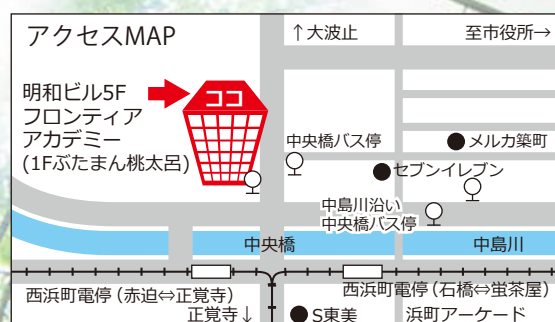 アクセスMAP
↑大波止
至市役所→
明和ビル5F
フロンティア
アカデミー
(1Fぶたまん桃太呂)
ココ
中央橋バス停
メルカ築町
セブンイレブン
中島川沿い
中央橋バス停
中央橋
中島川
西浜町電停(赤迫⇔正覚寺)
西浜町電停(石橋⇔蛍茶屋)
正覚寺↓
S東美
浜町アーケード